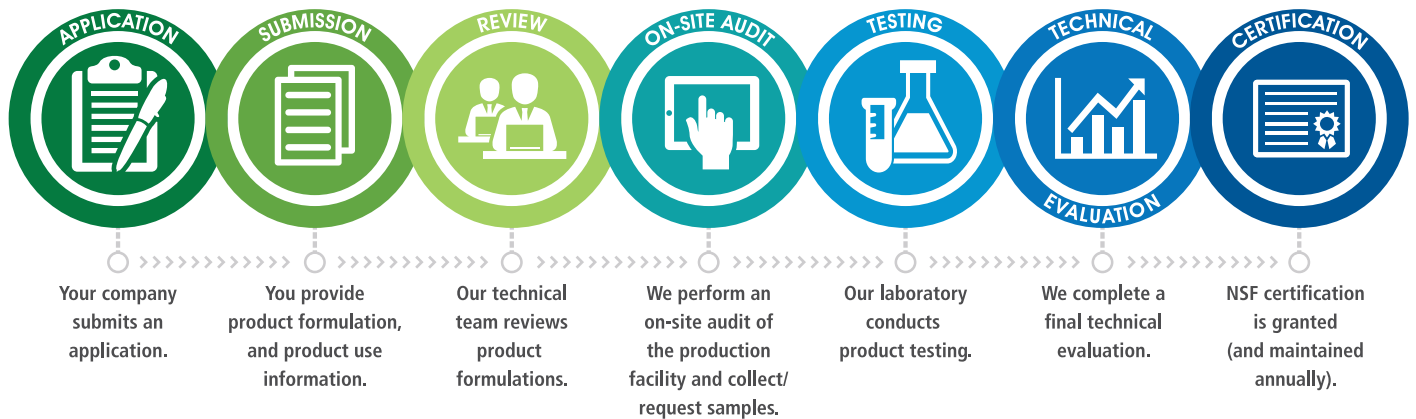 APPLICATION
SUBMISSION
REVIEW
ON-SITE AUDIT
TESTING
TECHNICAL
EVALUATION
CERTIFICATION
Your company
submits an
application.
You provide
product formulation,
and product use
information.
Our technical
team reviews
product
formulations.
We perform an
on-site audit of
the production
facility and collect/
request samples.
Our laboratory
conducts
product testing.
We complete a
final technical
evaluation.
NSF certification
is granted
(and maintained
annually).